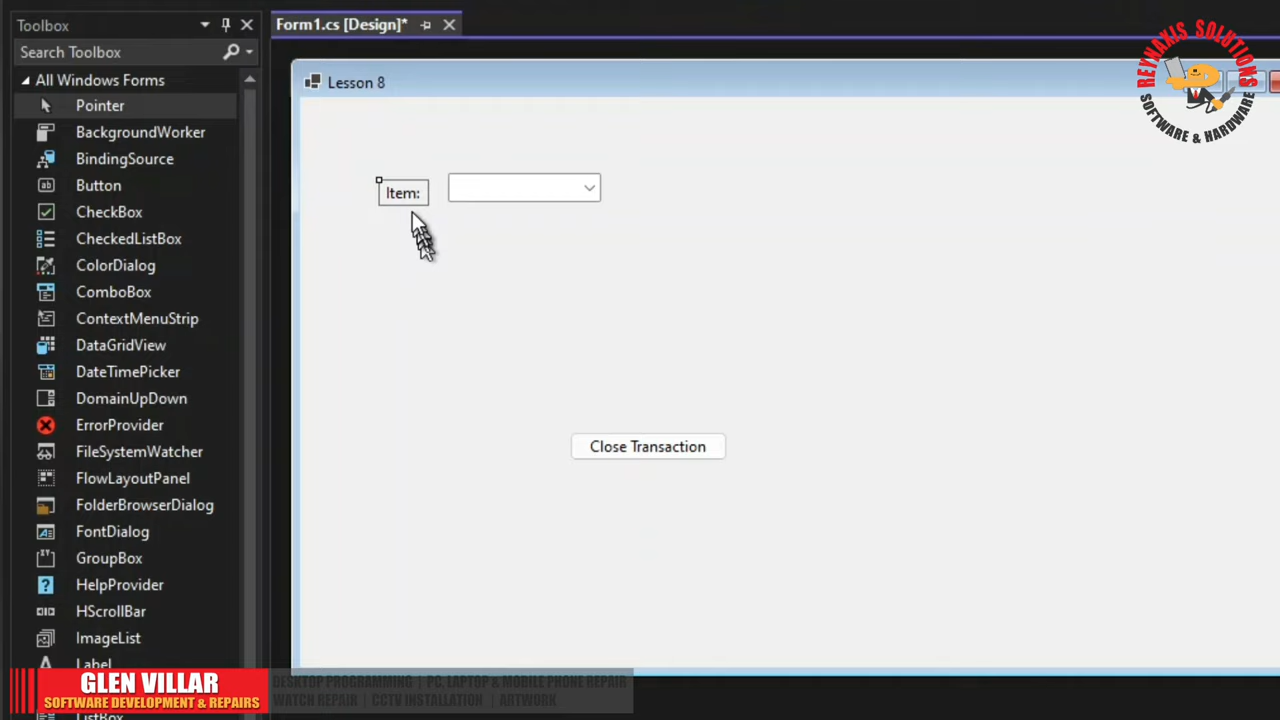 Toolbox
Form1.cs [Design]*
Search Toolbox
All Windows Forms
Pointer
BackgroundWorker
BindingSource
Button
CheckBox
CheckedListBox
ColorDialog
ComboBox
ContextMenuStrip
DataGridView
DateTimePicker
DomainUpDown
ErrorProvider
FileSystemWatcher
FlowLayoutPanel
FolderBrowserDialog
FontDialog
GroupBox
HelpProvider
HScrollBar
ImageList
Label
ListBox
Lesson 8
Item:
Close Transaction
REYNAXIS SOLUTIONS
SOFTWARE & HARDWARE
GLEN VILLAR
SOFTWARE DEVELOPMENT & REPAIRS
DESKTOP PROGRAMMING | PC, LAPTOP & MOBILE PHONE REPAIR
WATCH REPAIR | CCTV INSTALLATION | ARTWORK